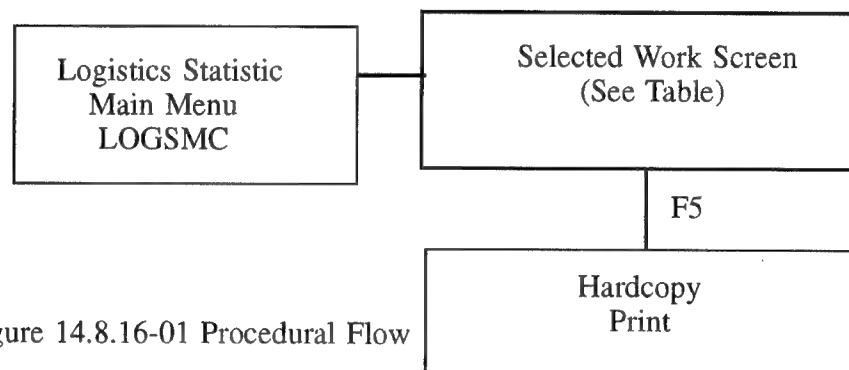 Logistics Statistic
Main Menu
LOGSMC
Selected Work Screen
(See Table)
F5
Hardcopy
Print
gure 14.8.16-01 Procedural Flow